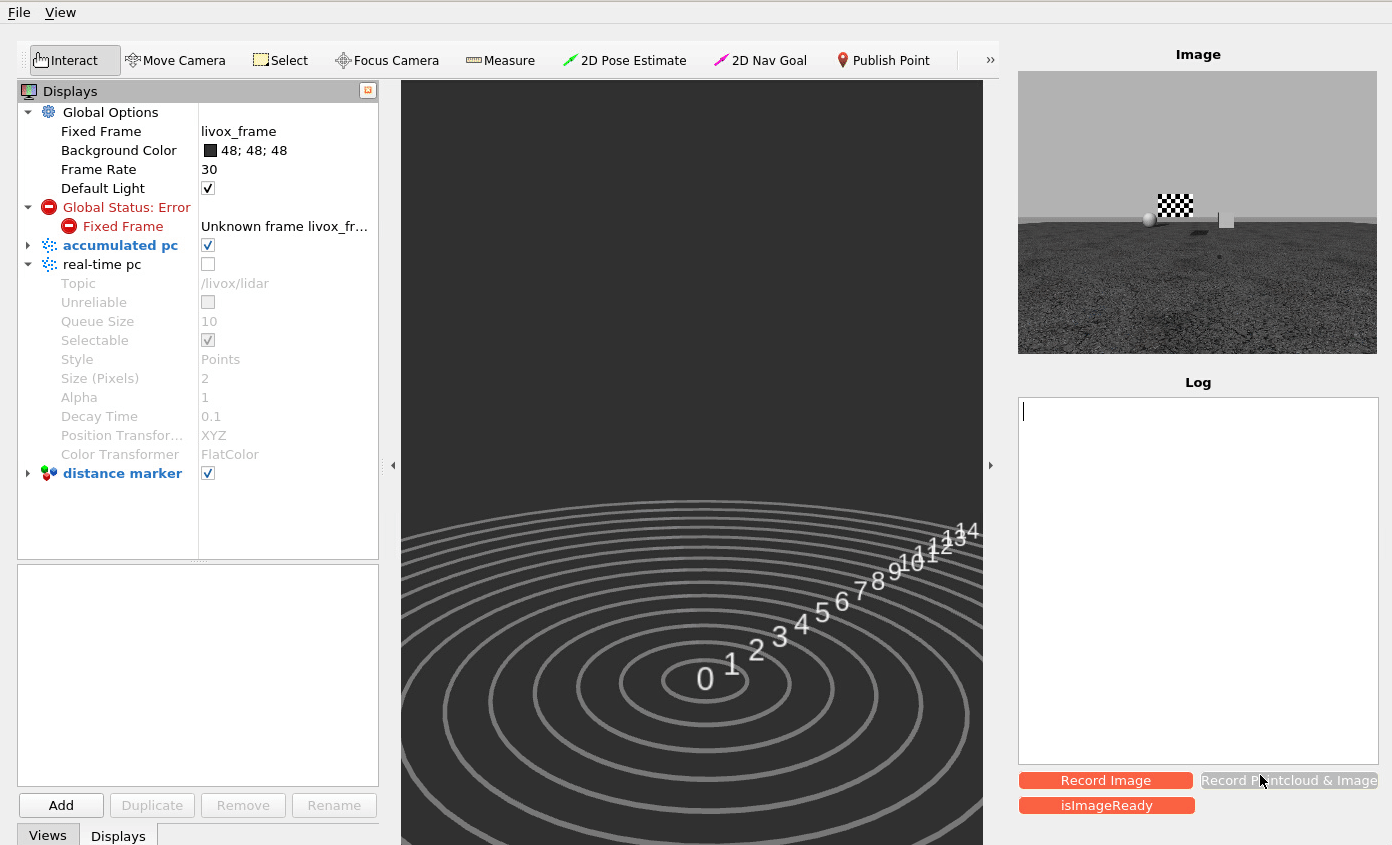 File View
Interact Move Camera Select Focus Camera Measure 2D Pose Estimate 2D Nav Goal Publish Point »
Displays
Global Options
Fixed Frame livox_frame
Background Color 48; 48; 48
Frame Rate 30
Default Light
Global Status: Error
Fixed Frame Unknown frame livox_fr...
accumulated pc
real-time pc
Topic /livox/lidar
Unreliable
Queue Size 10
Selectable
Style Points
Size (Pixels) 2
Alpha 1
Decay Time 0.1
Position Transfor... XYZ
Color Transformer FlatColor
distance marker
Add Duplicate Remove Rename
Views Displays
0 1 2 3 4 5 6 7 8 9 10 11 12 13 14
Image
Log
Record Image Record Pointcloud & Image
isImageReady